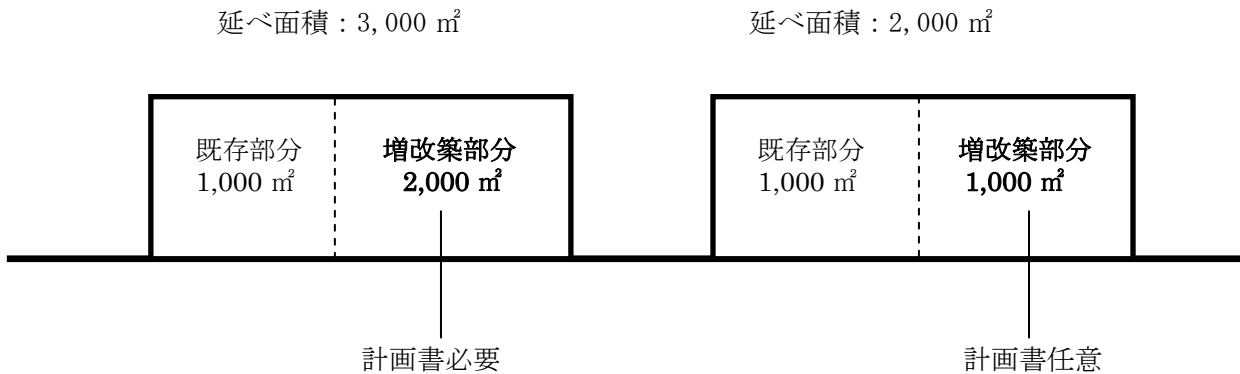 延べ面積：3,000 ㎡
延べ面積：2,000 ㎡
既存部分
1,000 ㎡
増改築部分
2,000 ㎡
既存部分
1,000 ㎡
増改築部分
1,000 ㎡
計画書必要
計画書任意